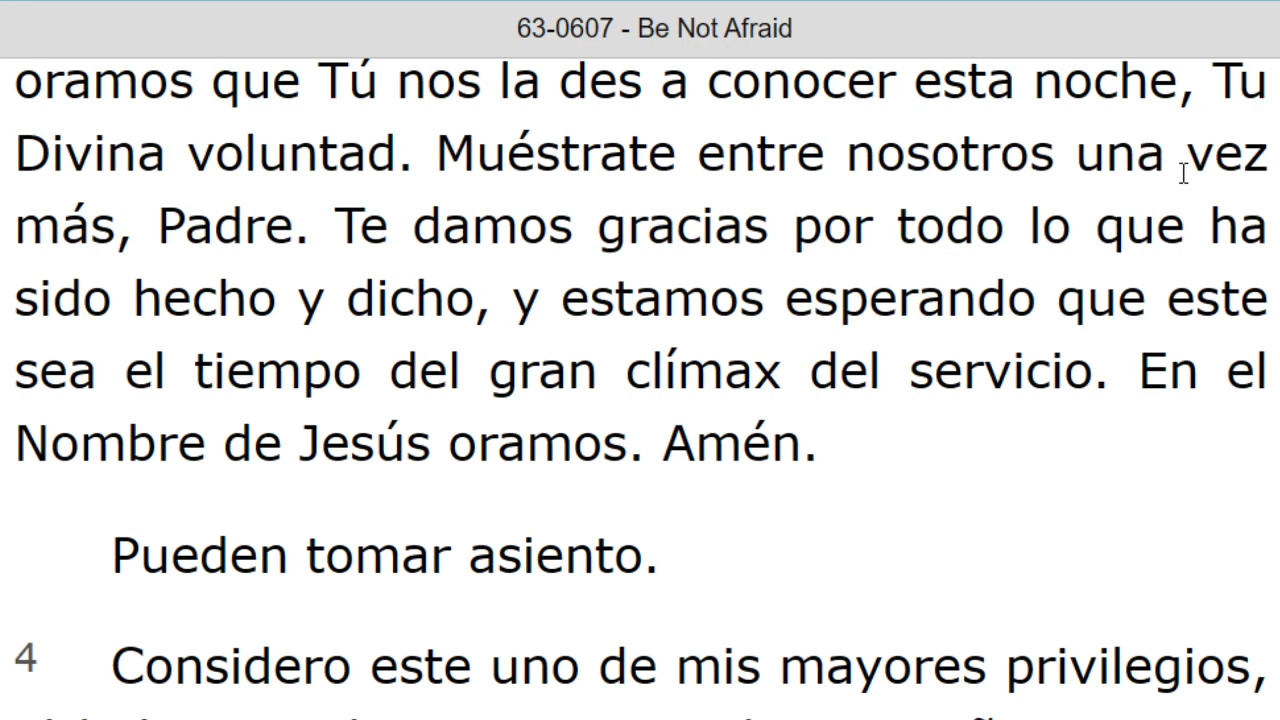 63-0607 - Be Not Afraid
oramos que Tú nos la des a conocer esta noche, Tu
Divina voluntad. Muéstrate entre nosotros una vez
más, Padre. Te damos gracias por todo lo que ha
sido hecho y dicho, y estamos esperando que este
sea el tiempo del gran clímax del servicio. En el
Nombre de Jesús oramos. Amén.
Pueden tomar asiento.
4 Considero este uno de mis mayores privilegios,